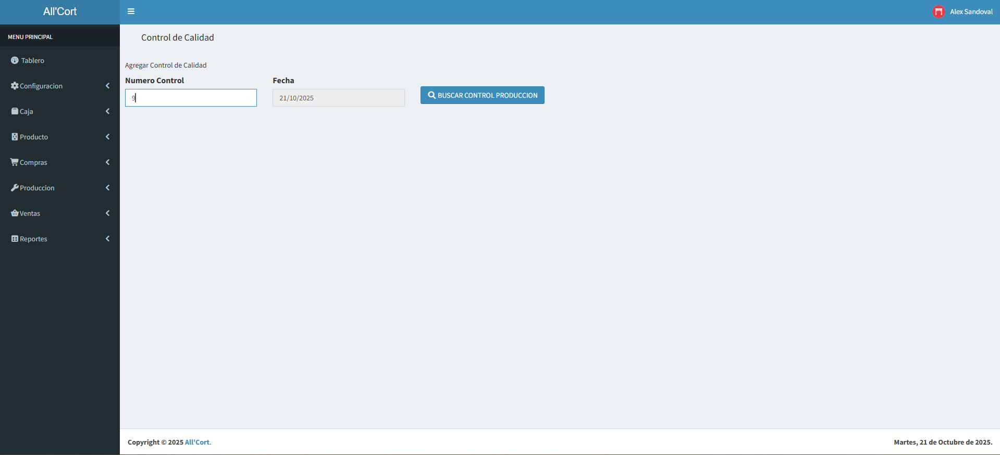 All'Cort
Alex Sandoval
MENU PRINCIPAL
Tablero
Configuracion
Caja
Producto
Compras
Produccion
Ventas
Reportes
Control de Calidad
Agregar Control de Calidad
Numero Control
Fecha
9
21/10/2025
BUSCAR CONTROL PRODUCCION
Copyright © 2025 All'Cort.
Martes, 21 de Octubre de 2025.